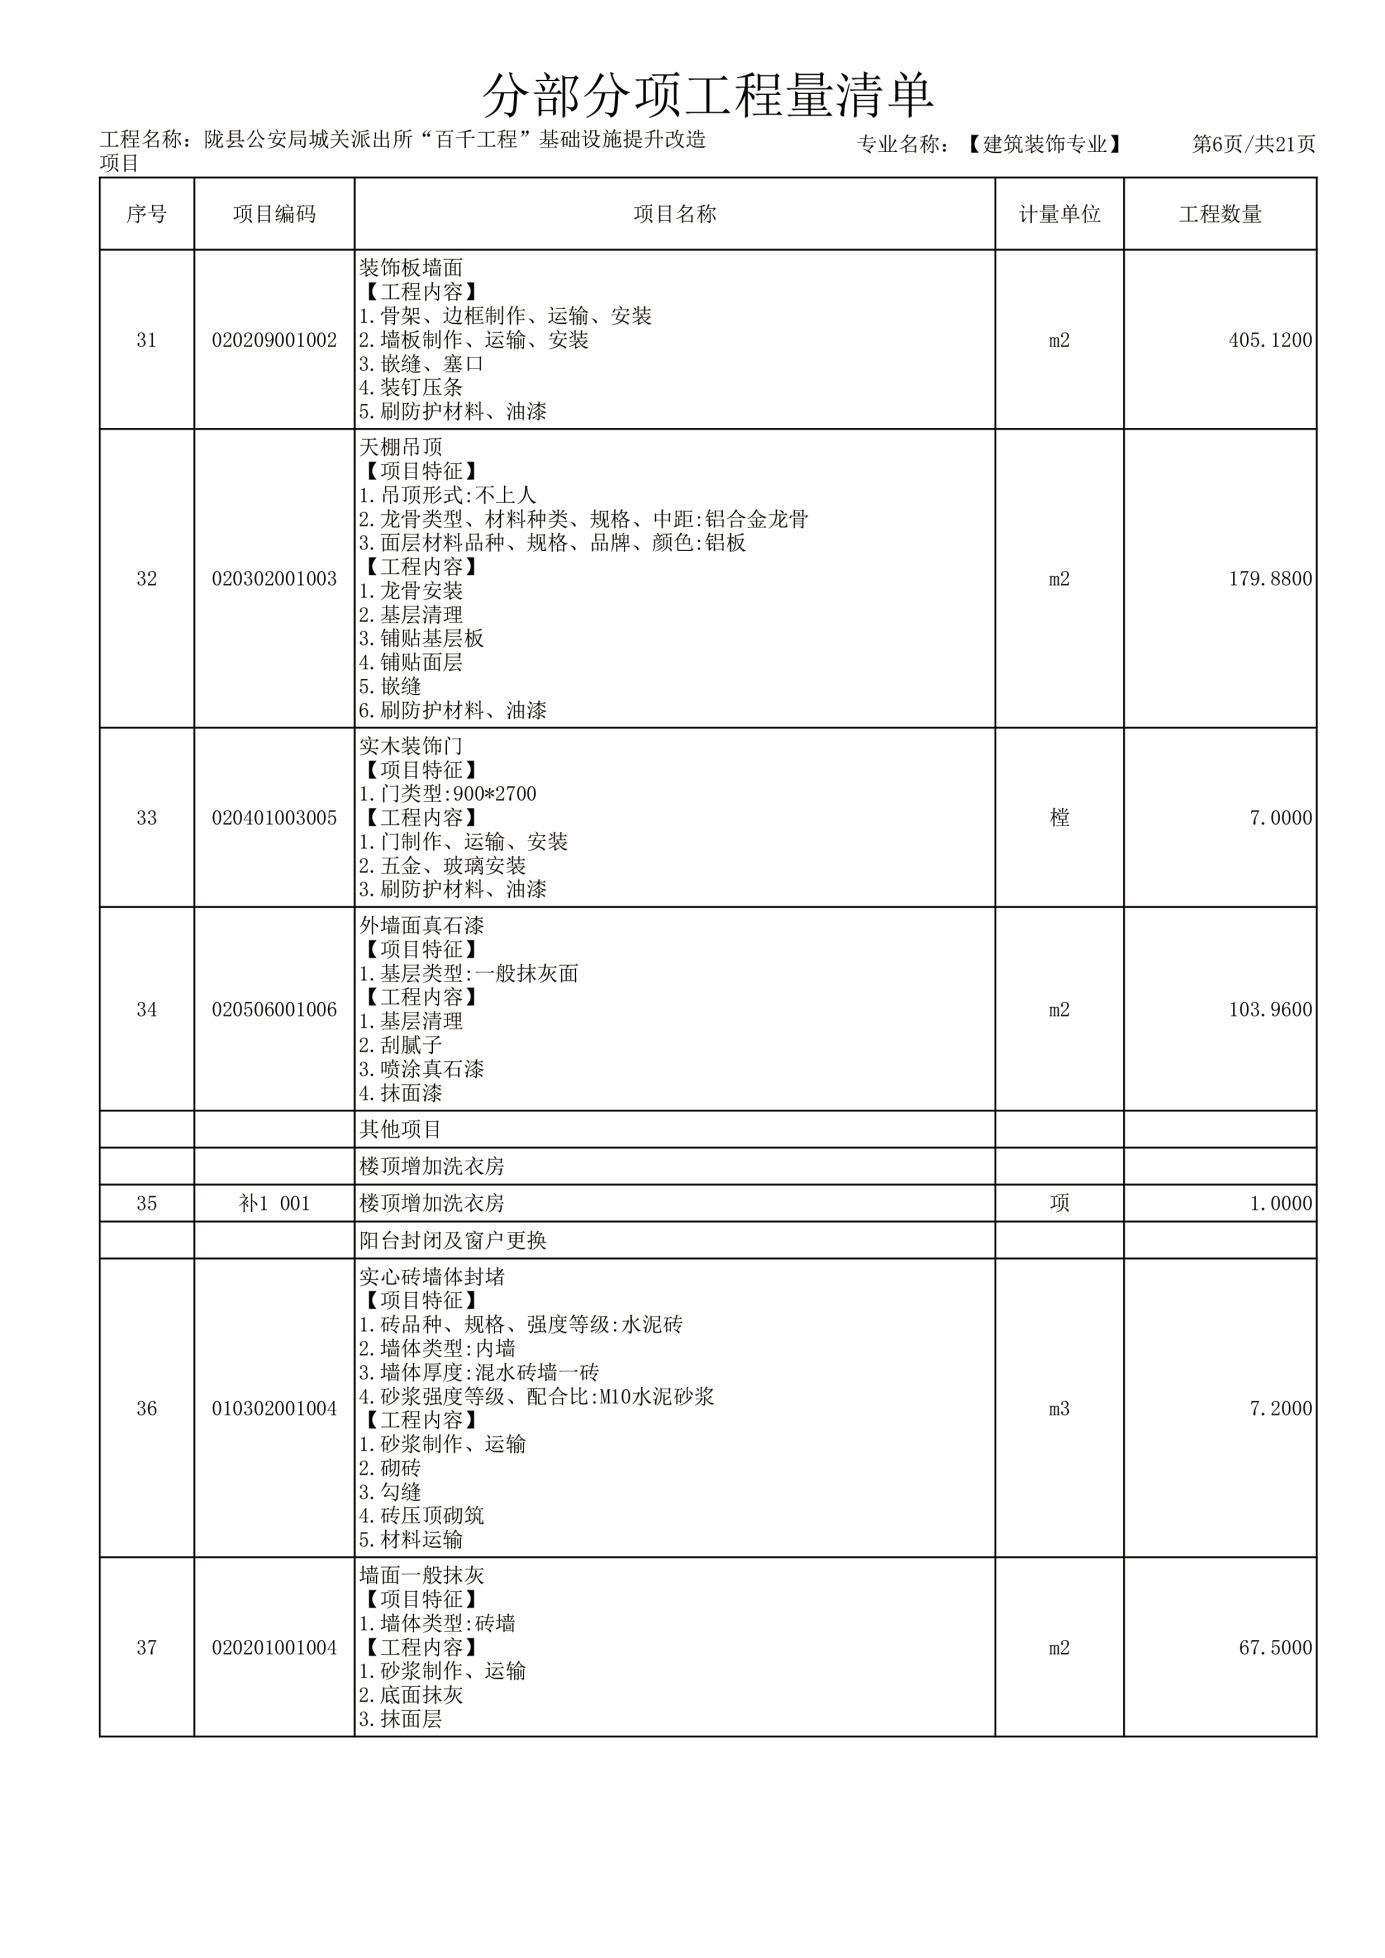 分部分项工程量清单
工程名称：陇县公安局城关派出所“百千工程”基础设施提升改造
项目
专业名称：【建筑装饰专业】
第6页/共21页
序号 项目编码 项目名称 计量单位 工程数量
装饰板墙面
【工程内容】
1.骨架、边框制作、运输、安装
31 020209001002 2.墙板制作、运输、安装 m2 405.1200
3.嵌缝、塞口
4.装钉压条
5.刷防护材料、油漆
天棚吊顶
【项目特征】
1.吊顶形式:不上人
2.龙骨类型、材料种类、规格、中距:铝合金龙骨
3.面层材料品种、规格、品牌、颜色:铝板
【工程内容】
32 020302001003 1.龙骨安装 m2 179.8800
2.基层清理
3.铺贴基层板
4.铺贴面层
5.嵌缝
6.刷防护材料、油漆
实木装饰门
【项目特征】
1.门类型:900*2700
33 020401003005 【工程内容】 樘 7.0000
1.门制作、运输、安装
2.五金、玻璃安装
3.刷防护材料、油漆
外墙面真石漆
【项目特征】
1.基层类型:一般抹灰面
【工程内容】
34 020506001006 1.基层清理 m2 103.9600
2.刮腻子
3.喷涂真石漆
4.抹面漆
其他项目
楼顶增加洗衣房
35 补1 001 楼顶增加洗衣房 项 1.0000
阳台封闭及窗户更换
实心砖墙体封堵
【项目特征】
1.砖品种、规格、强度等级:水泥砖
2.墙体类型:内墙
3.墙体厚度:混水砖墙一砖
4.砂浆强度等级、配合比:M10水泥砂浆
36 010302001004 【工程内容】 m3 7.2000
1.砂浆制作、运输
2.砌砖
3.勾缝
4.砖压顶砌筑
5.材料运输
墙面一般抹灰
【项目特征】
1.墙体类型:砖墙
37 020201001004 【工程内容】 m2 67.5000
1.砂浆制作、运输
2.底面抹灰
3.抹面层